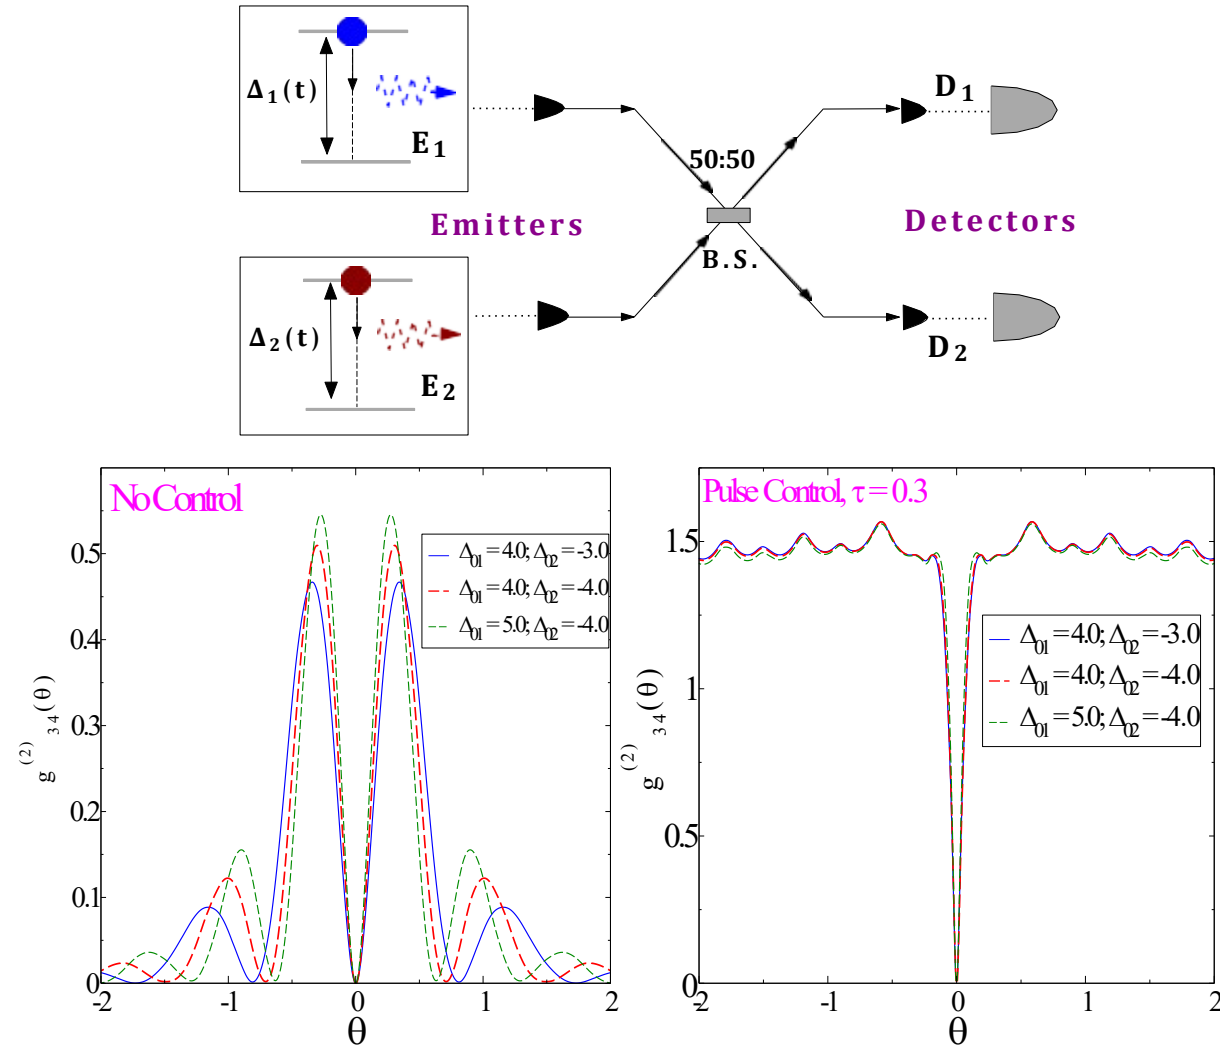 Δ₁(t)
E₁
50:50
D₁
Emitters
Detectors
B.S.
Δ₂(t)
E₂
D₂
No Control
Δ₀₁ = 4.0; Δ₀₂ = -3.0
Δ₀₁ = 4.0; Δ₀₂ = -4.0
Δ₀₁ = 5.0; Δ₀₂ = -4.0
g⁽²⁾₃₄(θ)
0.5
0.4
0.3
0.2
0.1
0
-2 -1 0 1 2
θ
Pulse Control, τ = 0.3
Δ₀₁ = 4.0; Δ₀₂ = -3.0
Δ₀₁ = 4.0; Δ₀₂ = -4.0
Δ₀₁ = 5.0; Δ₀₂ = -4.0
g⁽²⁾₃₄(θ)
1.5
1
0.5
0
-2 -1 0 1 2
θ